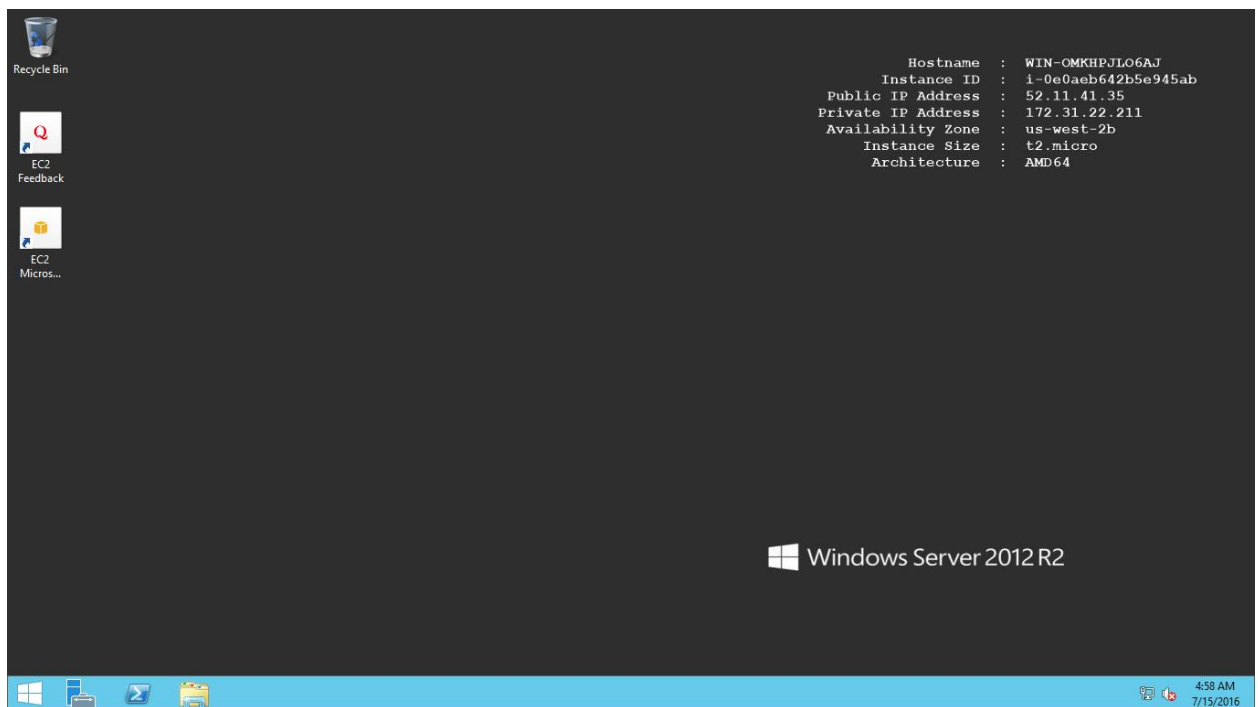 Recycle Bin
Q
EC2
Feedback
EC2
Micros...
Hostname : WIN-OMKHPJLO6AJ
Instance ID : i-0e0aeb642b5e945ab
Public IP Address : 52.11.41.35
Private IP Address : 172.31.22.211
Availability Zone : us-west-2b
Instance Size : t2.micro
Architecture : AMD64
Windows Server 2012 R2
4:58 AM
7/15/2016